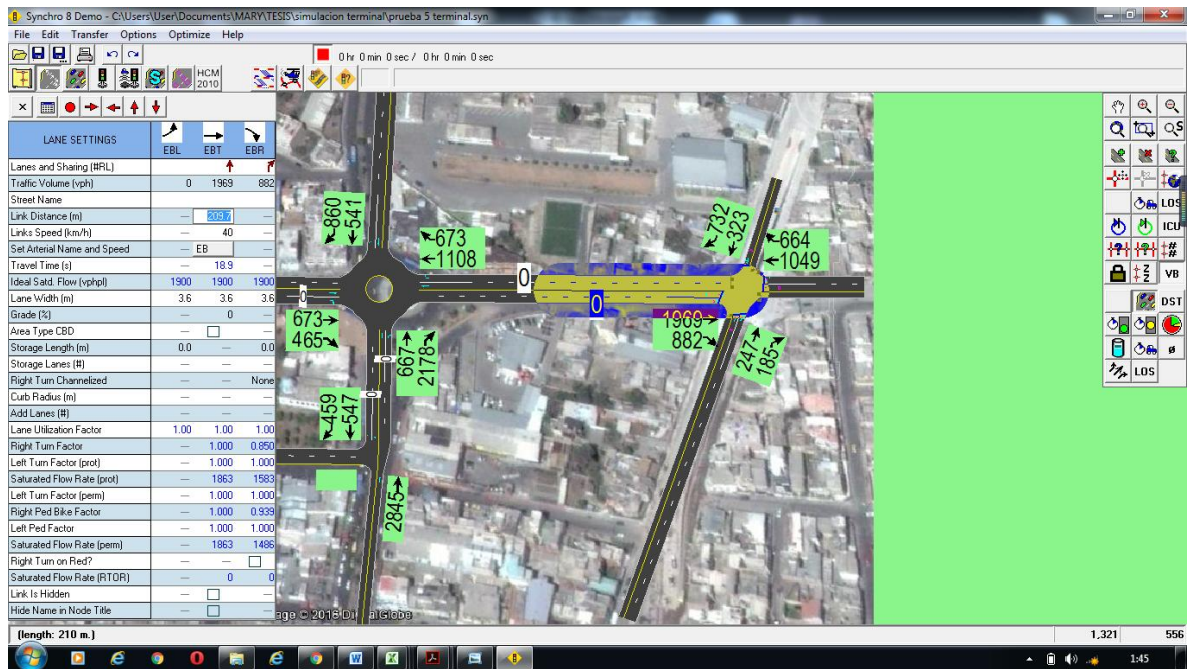 Synchro 8 Demo - C:\Users\User\Documents\MARY\TESIS\simulacion terminal\prueba 5 terminal.syn
File Edit Transfer Options Optimize Help
0 hr 0 min 0 sec / 0 hr 0 min 0 sec
HCM 2010
LANE SETTINGS EBL EBT EBR
Lanes and Sharing (#RL)
Traffic Volume (vph) 0 1969 882
Street Name
Link Distance (m) — 209.7 —
Links Speed (km/h) — 40 —
Set Arterial Name and Speed — EB —
Travel Time (s) — 18.9 —
Ideal Satd. Flow (vphpl) 1900 1900 1900
Lane Width (m) 3.6 3.6 3.6
Grade (%) — 0 —
Area Type CBD — —
Storage Length (m) 0.0 — 0.0
Storage Lanes (#) — — —
Right Turn Channelized — — None
Curb Radius (m) — — —
Add Lanes (#) — — —
Lane Utilization Factor 1.00 1.00 1.00
Right Turn Factor — 1.000 0.850
Left Turn Factor (prot) — 1.000 1.000
Saturated Flow Rate (prot) — 1863 1583
Left Turn Factor (perm) — 1.000 1.000
Right Ped Bike Factor — 1.000 0.939
Left Ped Factor — 1.000 1.000
Saturated Flow Rate (perm) — 1863 1486
Right Turn on Red? — —
Saturated Flow Rate (RTOR) — 0 0
Link Is Hidden — —
Hide Name in Node Title — —
860
541
673
1108
732
323
664
1049
0
0
0
673
465
667
2178
0
0
1969
882
247
185
459
547
2845
© 2016
LOS
ICU
VB
DST
ø
LOS
(length: 210 m.) 1,321 556
1:45